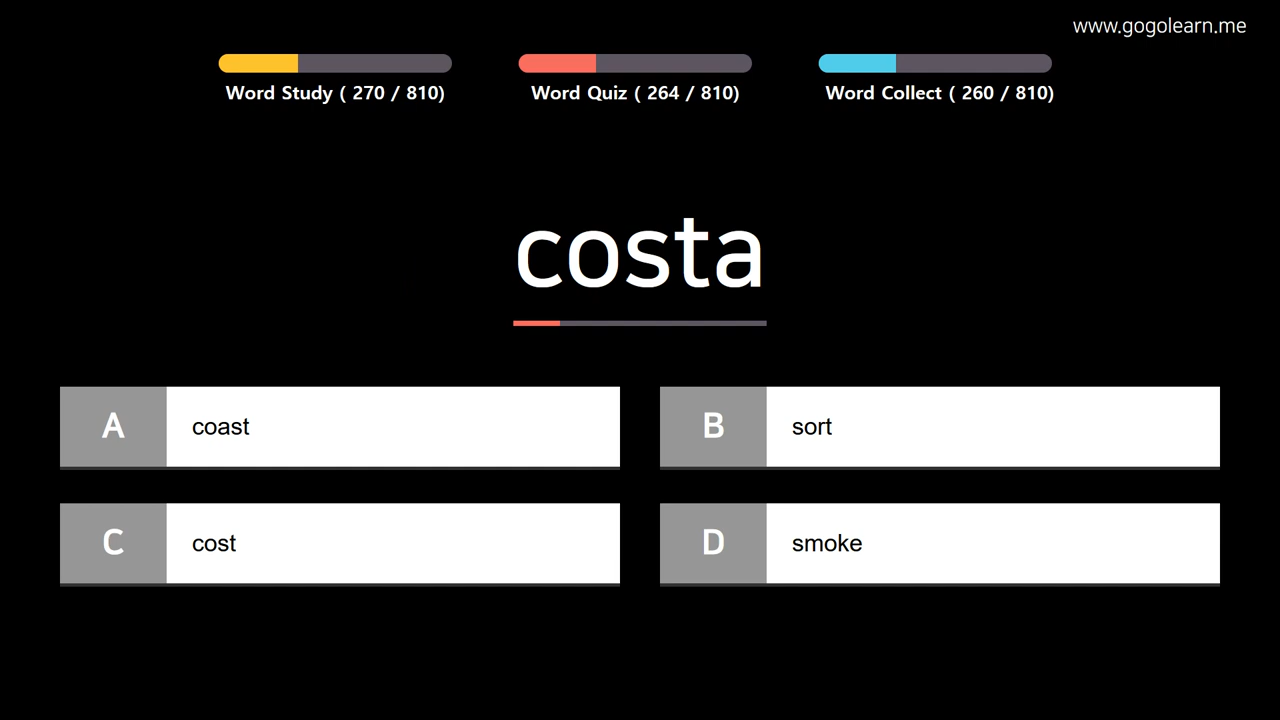 www.gogolearn.me
Word Study ( 270 / 810)
Word Quiz ( 264 / 810)
Word Collect ( 260 / 810)
costa
A coast
B sort
C cost
D smoke